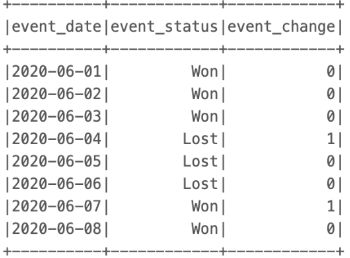 +----------+------------+------------+
|event_date|event_status|event_change|
+----------+------------+------------+
|2020-06-01|         Won|           0|
|2020-06-02|         Won|           0|
|2020-06-03|         Won|           0|
|2020-06-04|        Lost|           1|
|2020-06-05|        Lost|           0|
|2020-06-06|        Lost|           0|
|2020-06-07|         Won|           1|
|2020-06-08|         Won|           0|
+----------+------------+------------+